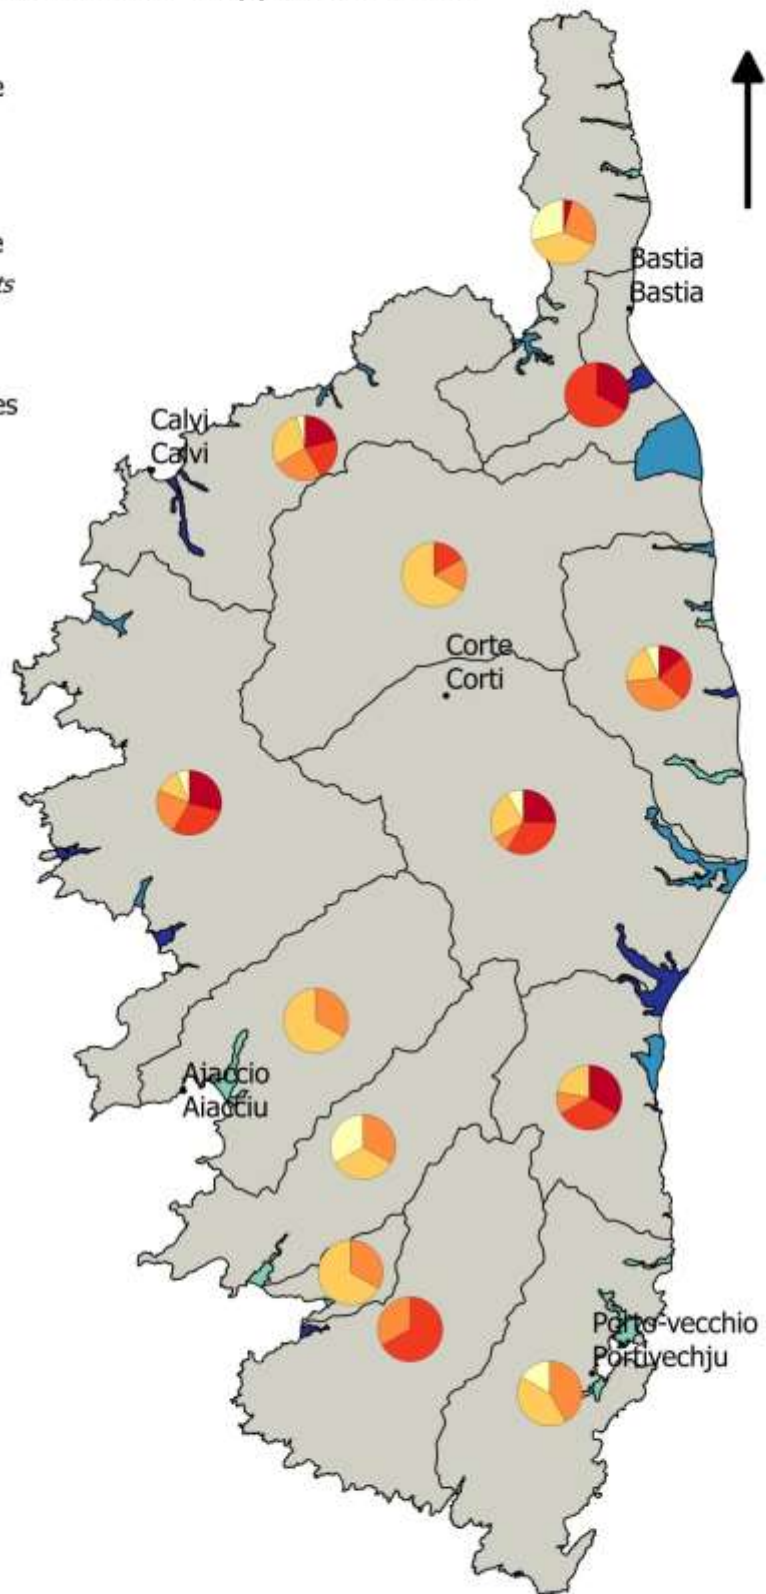 Bastia
Bastia
Calvi
Calvi
Corte
Corti
Ajaccio
Aiacciu
Porto-vecchio
Portivechju